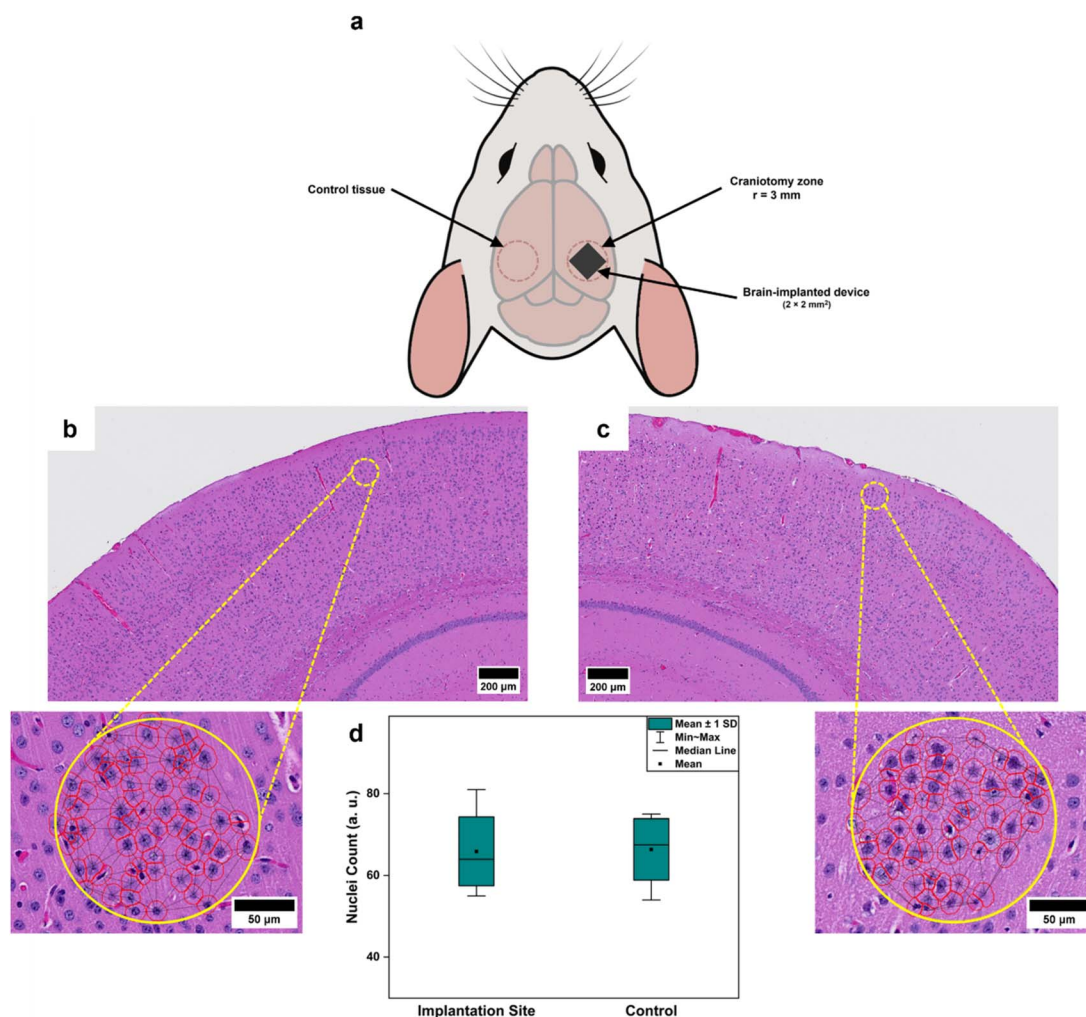 a
Control tissue
Craniotomy zone
r = 3 mm
Brain-implanted device
(2 × 2 mm²)
b
c
200 μm
200 μm
50 μm
d
Mean ± 1 SD
Min~Max
Median Line
Mean
Nuclei Count (a. u.)
80
60
40
Implantation Site
Control
50 μm